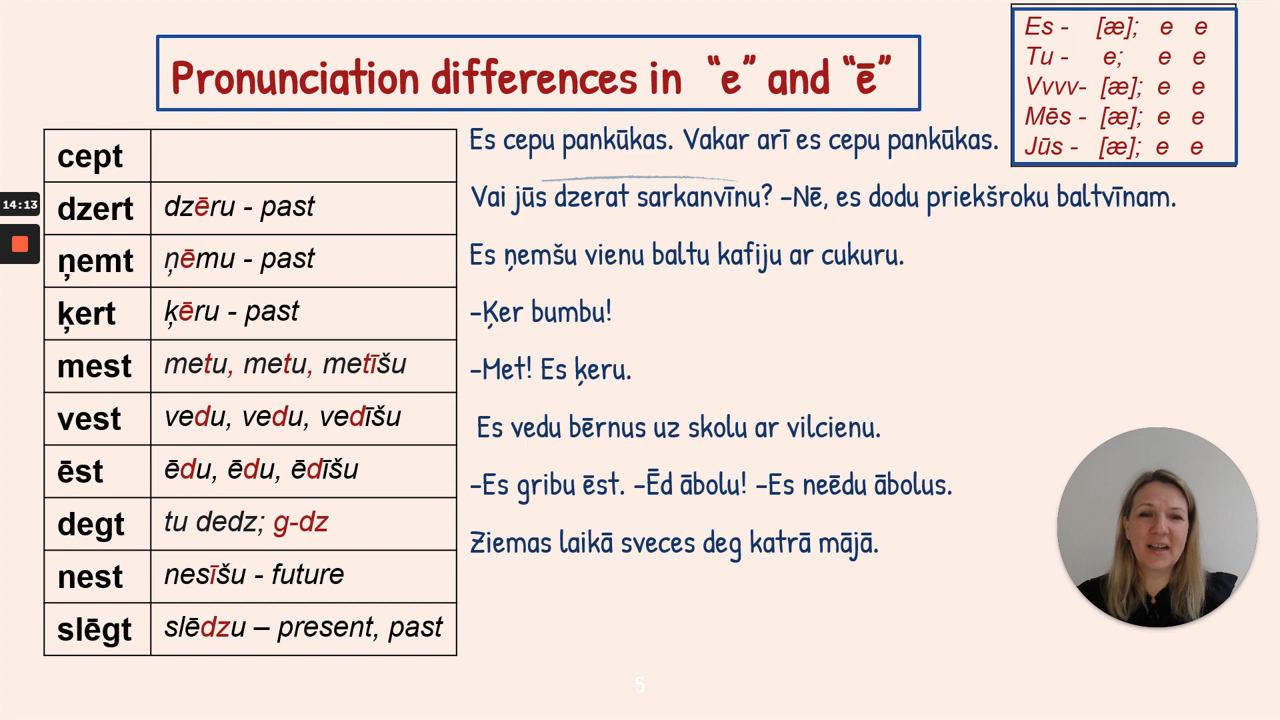 Pronunciation differences in “e” and “ē”
Es - [æ]; e e
Tu - e; e e
Vvvv- [æ]; e e
Mēs - [æ]; e e
Jūs - [æ]; e e
cept
dzert dzēru - past
ņemt ņēmu - past
ķert ķēru - past
mest metu, metu, metīšu
vest vedu, vedu, vedīšu
ēst ēdu, ēdu, ēdīšu
degt tu dedz; g-dz
nest nesīšu - future
slēgt slēdzu – present, past
Es cepu pankūkas. Vakar arī es cepu pankūkas.
Vai jūs dzerat sarkanvīnu? –Nē, es dodu priekšroku baltvīnam.
Es ņemšu vienu baltu kafiju ar cukuru.
–Ķer bumbu!
–Met! Es ķeru.
Es vedu bērnus uz skolu ar vilcienu.
–Es gribu ēst. –Ēd ābolu! –Es neēdu ābolus.
Ziemas laikā sveces deg katrā mājā.
14:13
5